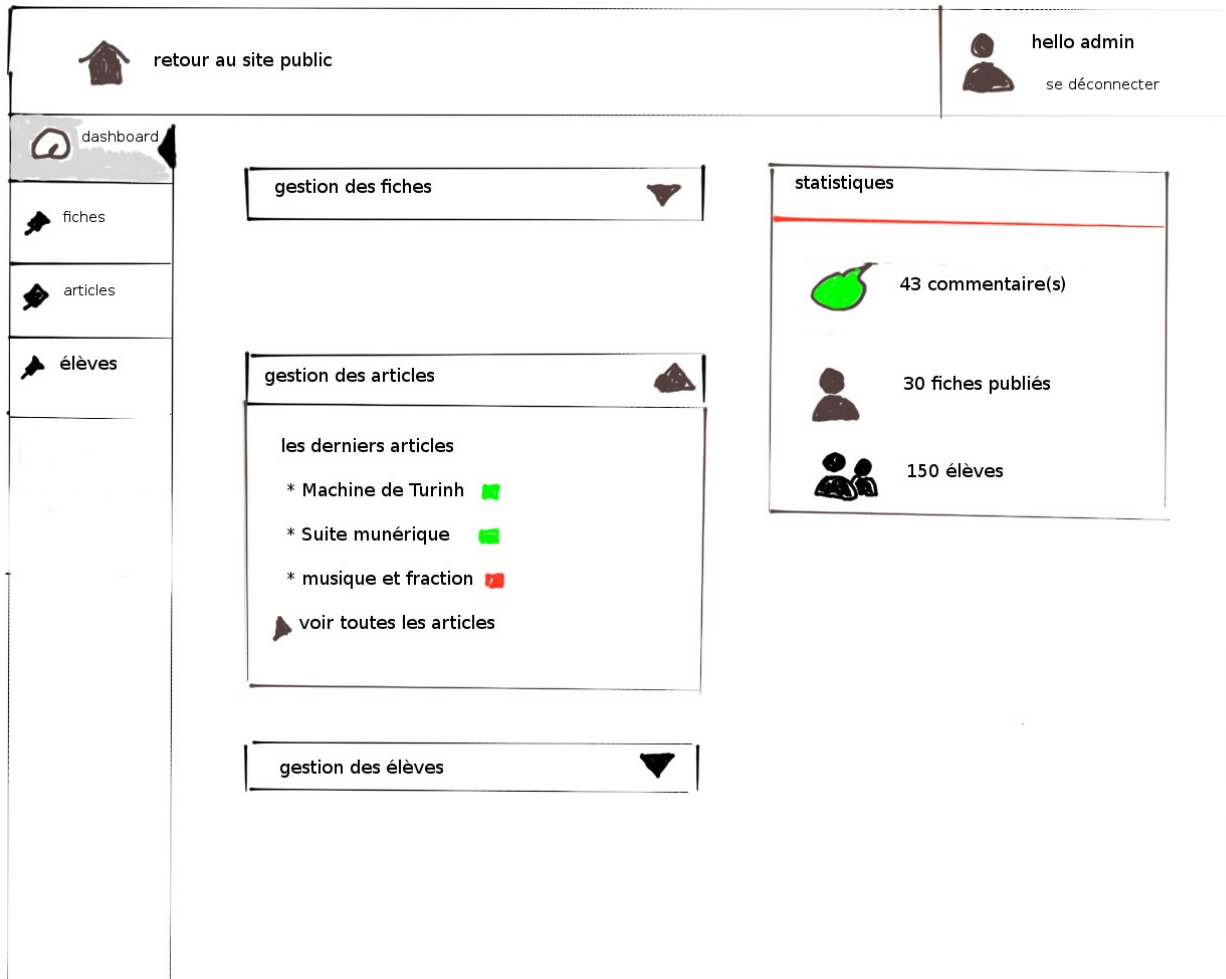 retour au site public
hello admin
se déconnecter
dashboard
fiches
articles
élèves
gestion des fiches
gestion des articles
les derniers articles
* Machine de Turinh
* Suite munérique
* musique et fraction
voir toutes les articles
gestion des élèves
statistiques
43 commentaire(s)
30 fiches publiés
150 élèves